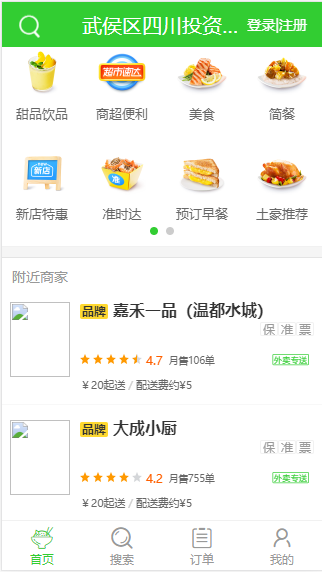 武侯区四川投资... 登录|注册
超市速达
新店
准
甜品饮品 商超便利 美食 简餐
新店特惠 准时达 预订早餐 土豪推荐
附近商家
品牌 嘉禾一品（温都水城）
保 准 票
4.7 月售106单 外卖专送
¥20起送 / 配送费约¥5
品牌 大成小厨
保 准 票
4.2 月售755单 外卖专送
¥20起送 / 配送费约¥5
首页 搜索 订单 我的